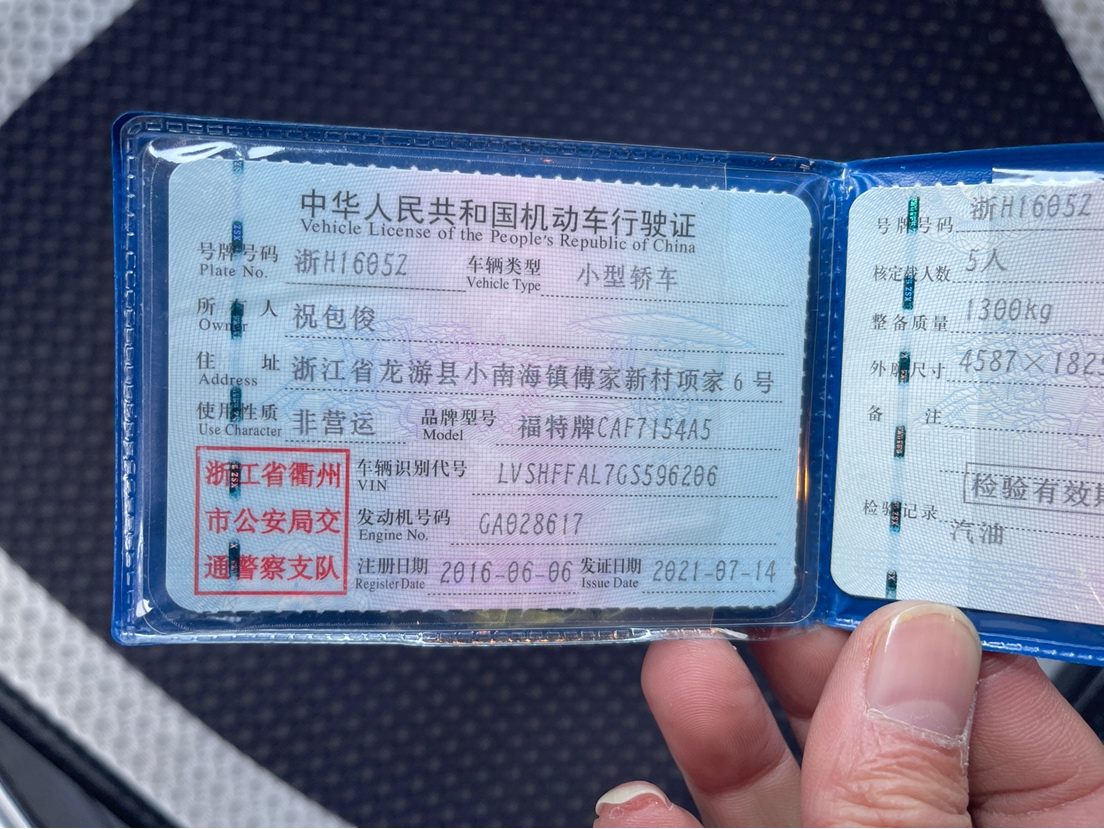 中华人民共和国机动车行驶证
Vehicle License of the People's Republic of China
号牌号码 浙H1605Z 车辆类型 小型轿车
Plate No. Vehicle Type
所有人 祝包俊
Owner
住址 浙江省龙游县小南海镇傅家新村项家6号
Address
使用性质 非营运 品牌型号 福特牌CAF7154A5
Use Character Model
浙江省衢州
市公安局交
通警察支队
车辆识别代号 LVSHFFAL7GS596206
VIN
发动机号码 GA028617
Engine No.
注册日期 2016-06-06 发证日期 2021-07-14
Register Date Issue Date
号牌号码 浙H1605Z
核定载人数 5人
整备质量 1300kg
外廓尺寸 4587×1825
备注
检验有效期
检验记录
汽油